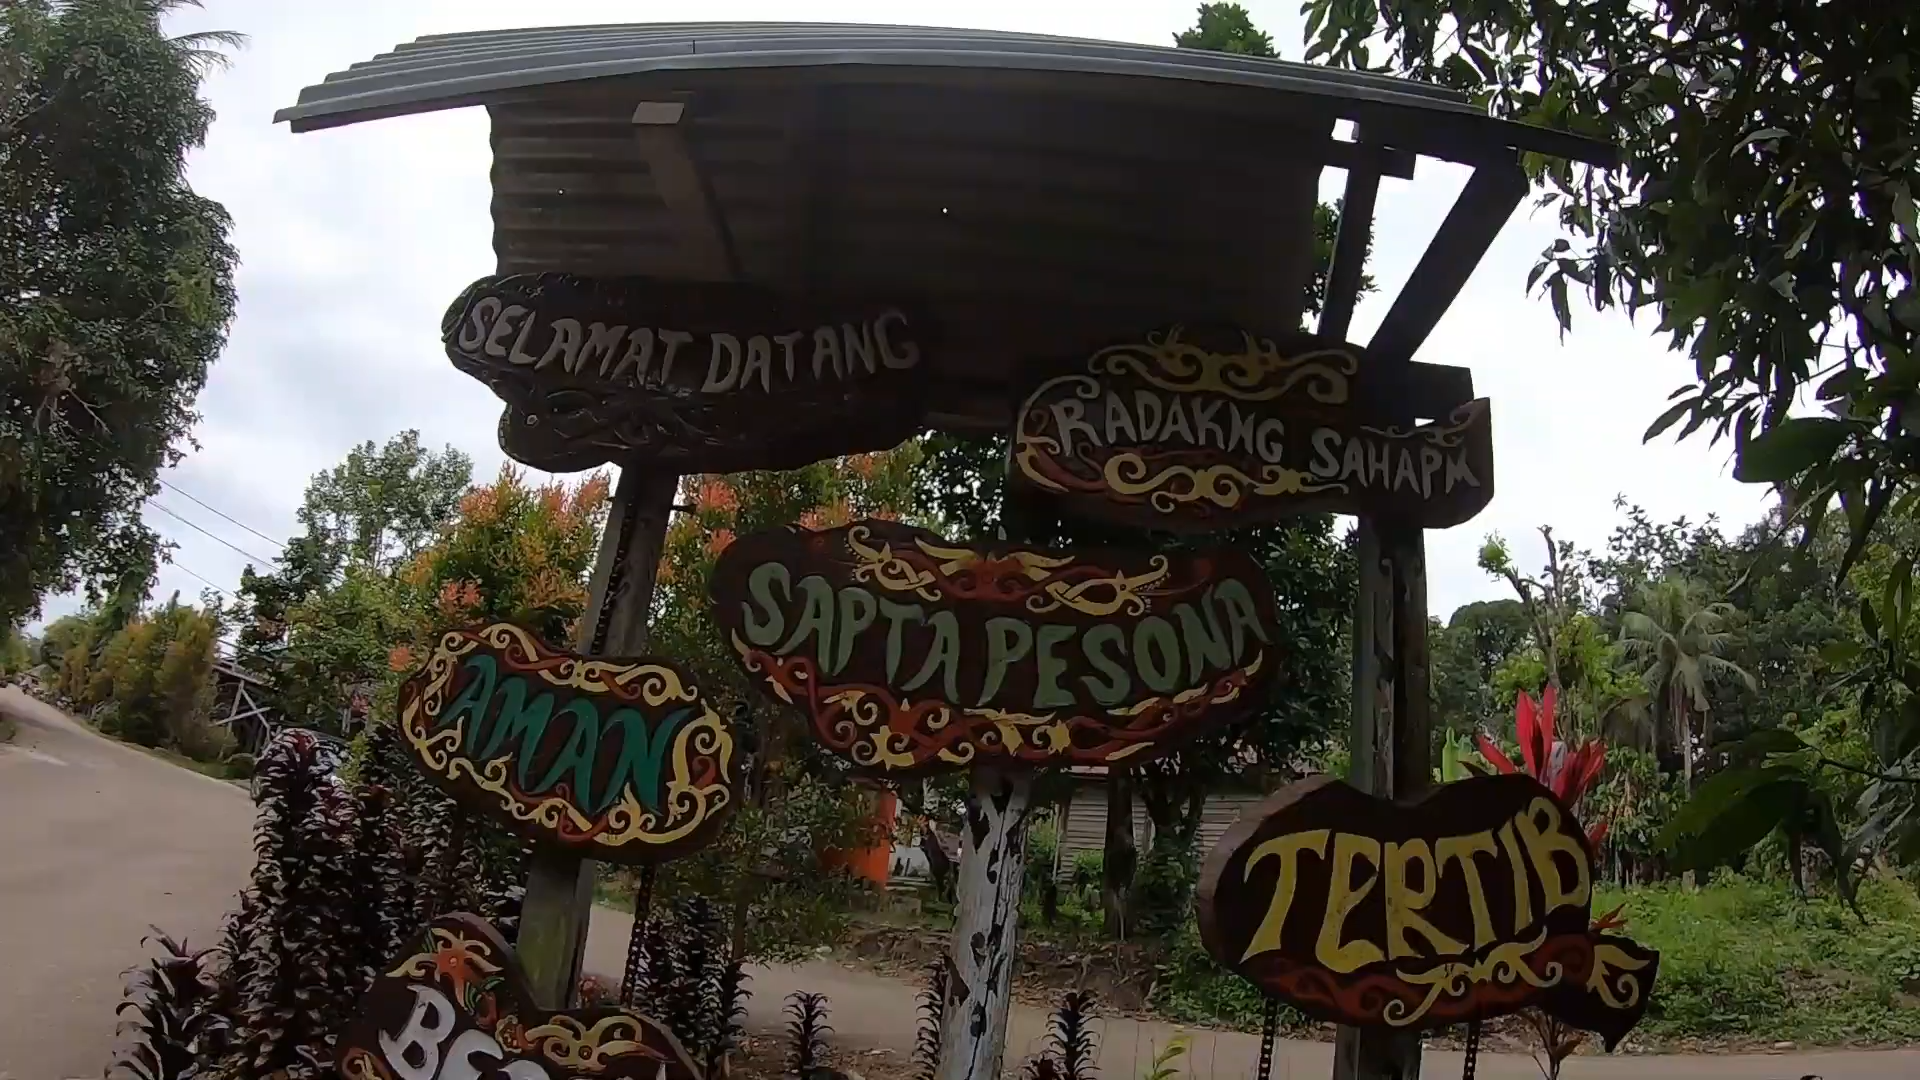 SELAMAT DATANG
RADAKNG SAHAPM
SAPTA PESONA
AMAN
TERTIB